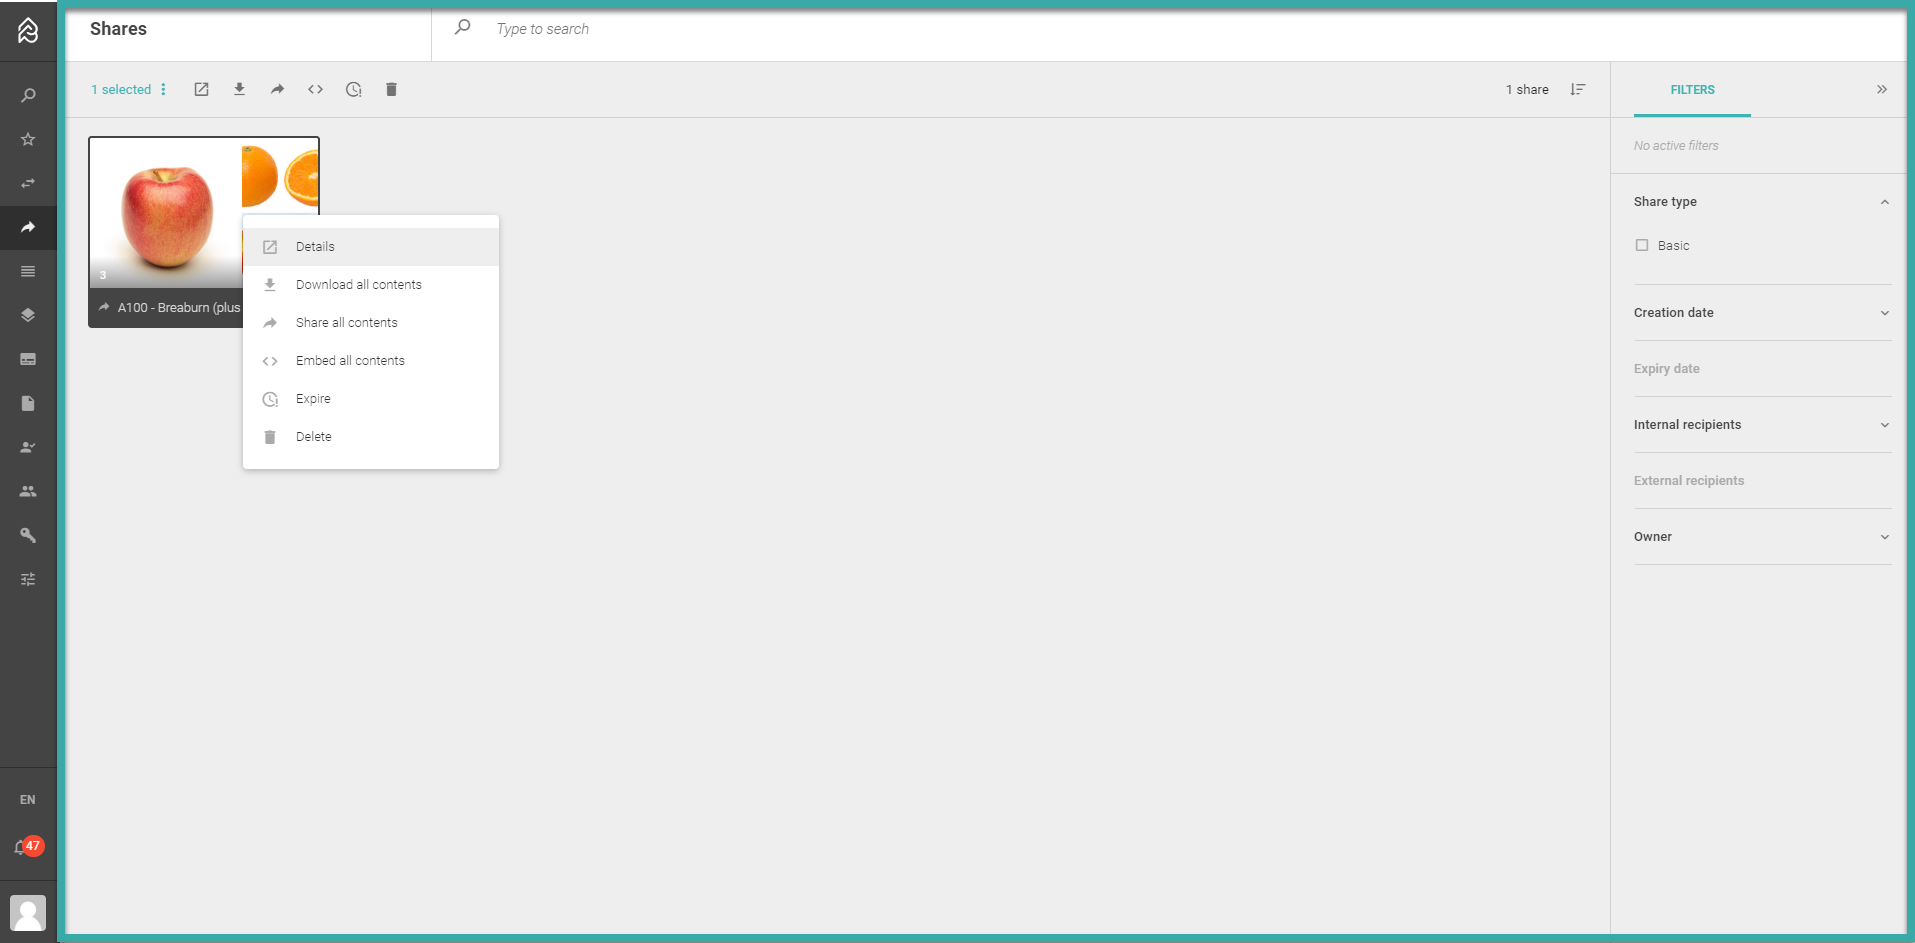 Shares
Type to search
1 selected
1 share
FILTERS
No active filters
Share type
Basic
Creation date
Expiry date
Internal recipients
External recipients
Owner
3
A100 - Breaburn (plus
Details
Download all contents
Share all contents
Embed all contents
Expire
Delete
EN
47